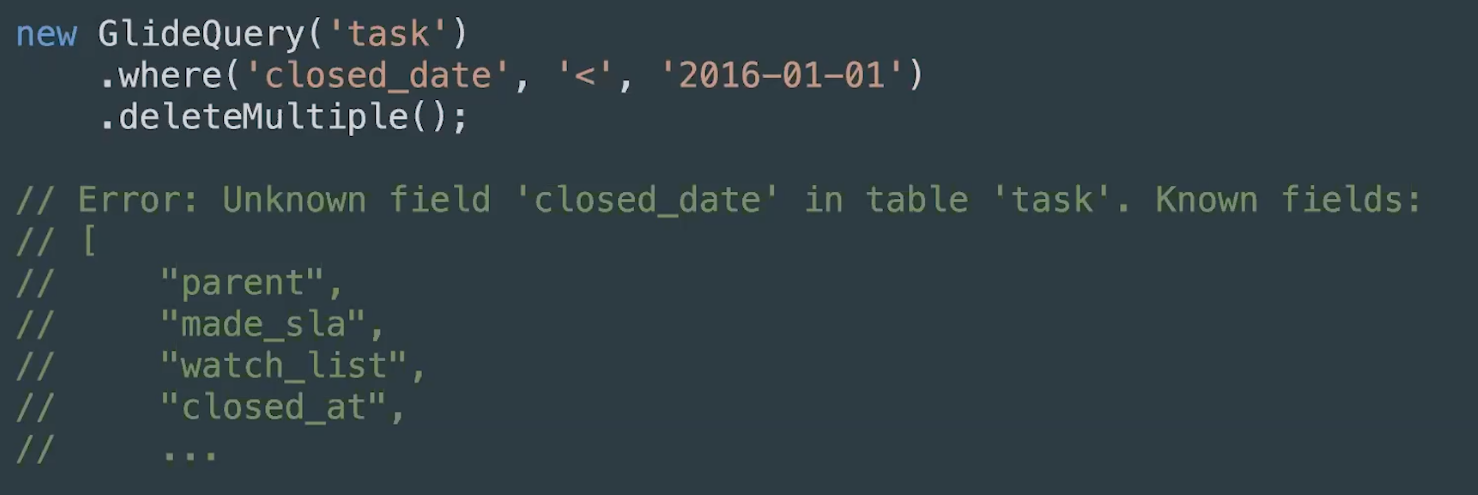 new GlideQuery('task')
    .where('closed_date', '<', '2016-01-01')
    .deleteMultiple();
// Error: Unknown field 'closed_date' in table 'task'. Known fields:
// [
//     "parent",
//     "made_sla",
//     "watch_list",
//     "closed_at",
//     ...